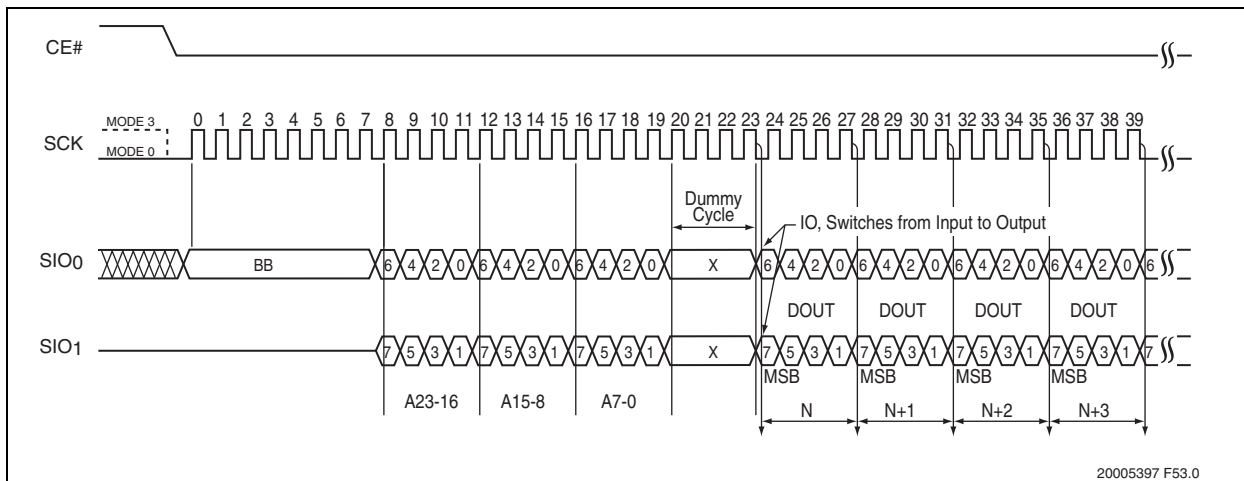 CE#
MODE 3
0 1 2 3 4 5 6 7 8 9 10 11 12 13 14 15 16 17 18 19 20 21 22 23 24 25 26 27 28 29 30 31 32 33 34 35 36 37 38 39
SCK
MODE 0
Dummy
Cycle
IO, Switches from Input to Output
SIO0 BB 6 4 2 0 6 4 2 0 6 4 2 0 X 6 4 2 0 6 4 2 0 6 4 2 0 6 4 2 0 6
DOUT DOUT DOUT DOUT
SIO1 7 5 3 1 7 5 3 1 7 5 3 1 X 7 5 3 1 7 5 3 1 7 5 3 1 7 5 3 1 7
MSB MSB MSB MSB
A23-16 A15-8 A7-0 N N+1 N+2 N+3
20005397 F53.0